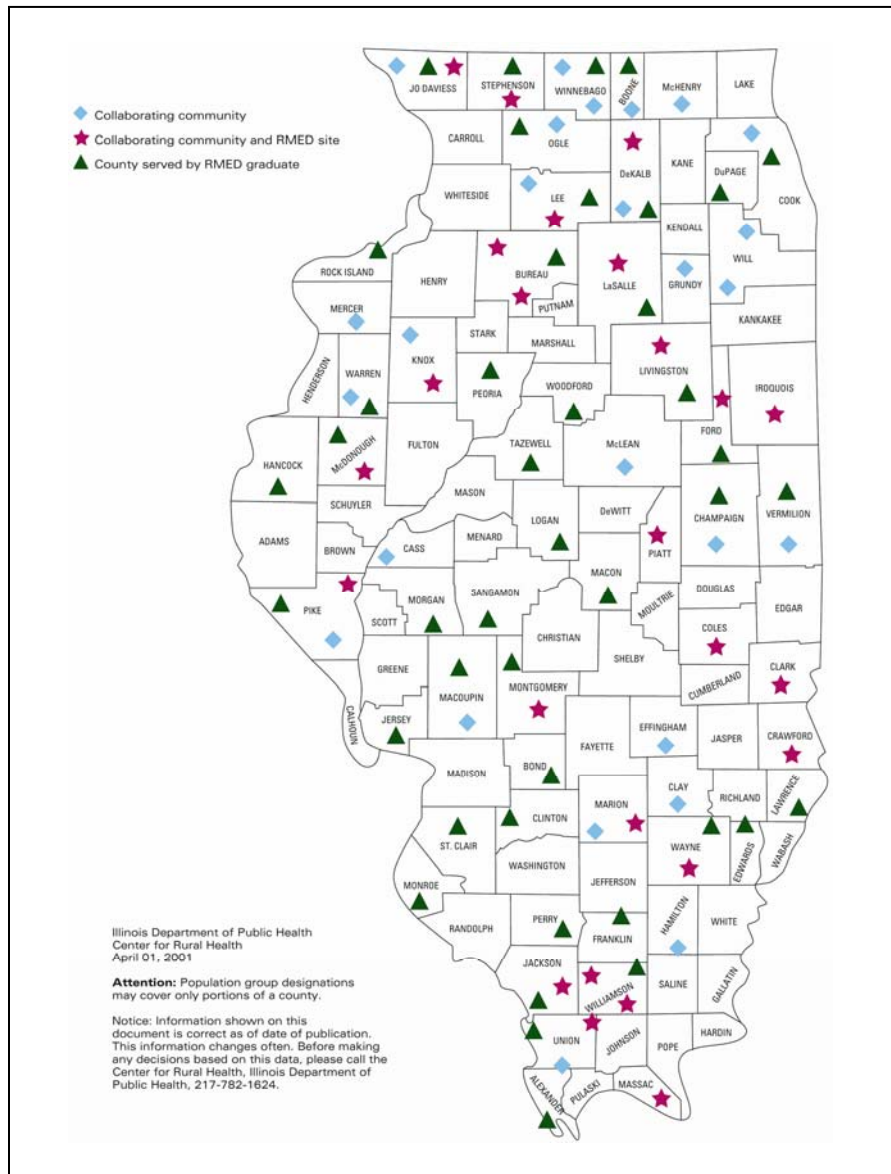 JO DAVIESS
STEPHENSON
WINNEBAGO
BOONE
McHENRY
LAKE
Collaborating community
Collaborating community and RMED site
County served by RMED graduate
CARROLL
OGLE
DeKALB
KANE
DuPAGE
COOK
WHITESIDE
LEE
KENDALL
WILL
ROCK ISLAND
HENRY
BUREAU
PUTNAM
LaSALLE
GRUNDY
MERCER
KANKAKEE
STARK
MARSHALL
HENDERSON
WARREN
KNOX
PEORIA
WOODFORD
LIVINGSTON
IROQUOIS
FORD
HANCOCK
McDONOUGH
FULTON
TAZEWELL
McLEAN
SCHUYLER
MASON
LOGAN
DeWITT
CHAMPAIGN
VERMILION
ADAMS
BROWN
CASS
MENARD
PIATT
MACON
PIKE
SCOTT
MORGAN
SANGAMON
MOULTRIE
DOUGLAS
EDGAR
CHRISTIAN
COLES
GREENE
SHELBY
CUMBERLAND
CLARK
MACOUPIN
MONTGOMERY
CALHOUN
JERSEY
EFFINGHAM
JASPER
CRAWFORD
FAYETTE
MADISON
BOND
CLAY
RICHLAND
LAWRENCE
CLINTON
MARION
ST. CLAIR
WAYNE
EDWARDS
WABASH
WASHINGTON
MONROE
JEFFERSON
RANDOLPH
PERRY
HAMILTON
WHITE
FRANKLIN
Illinois Department of Public Health
Center for Rural Health
April 01, 2001
JACKSON
WILLIAMSON
SALINE
GALLATIN
Attention: Population group designations
may cover only portions of a county.
Notice: Information shown on this
document is correct as of date of publication.
This information changes often. Before making
any decisions based on this data, please call the
Center for Rural Health, Illinois Department of
Public Health, 217-782-1624.
UNION
JOHNSON
POPE
HARDIN
ALEXANDER
PULASKI
MASSAC